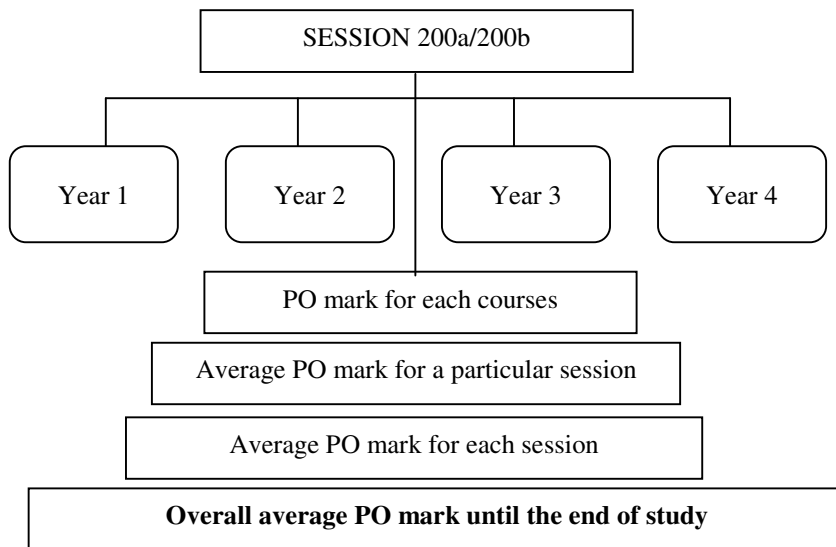 SESSION 200a/200b
Year 1
Year 2
Year 3
Year 4
PO mark for each courses
Average PO mark for a particular session
Average PO mark for each session
Overall average PO mark until the end of study